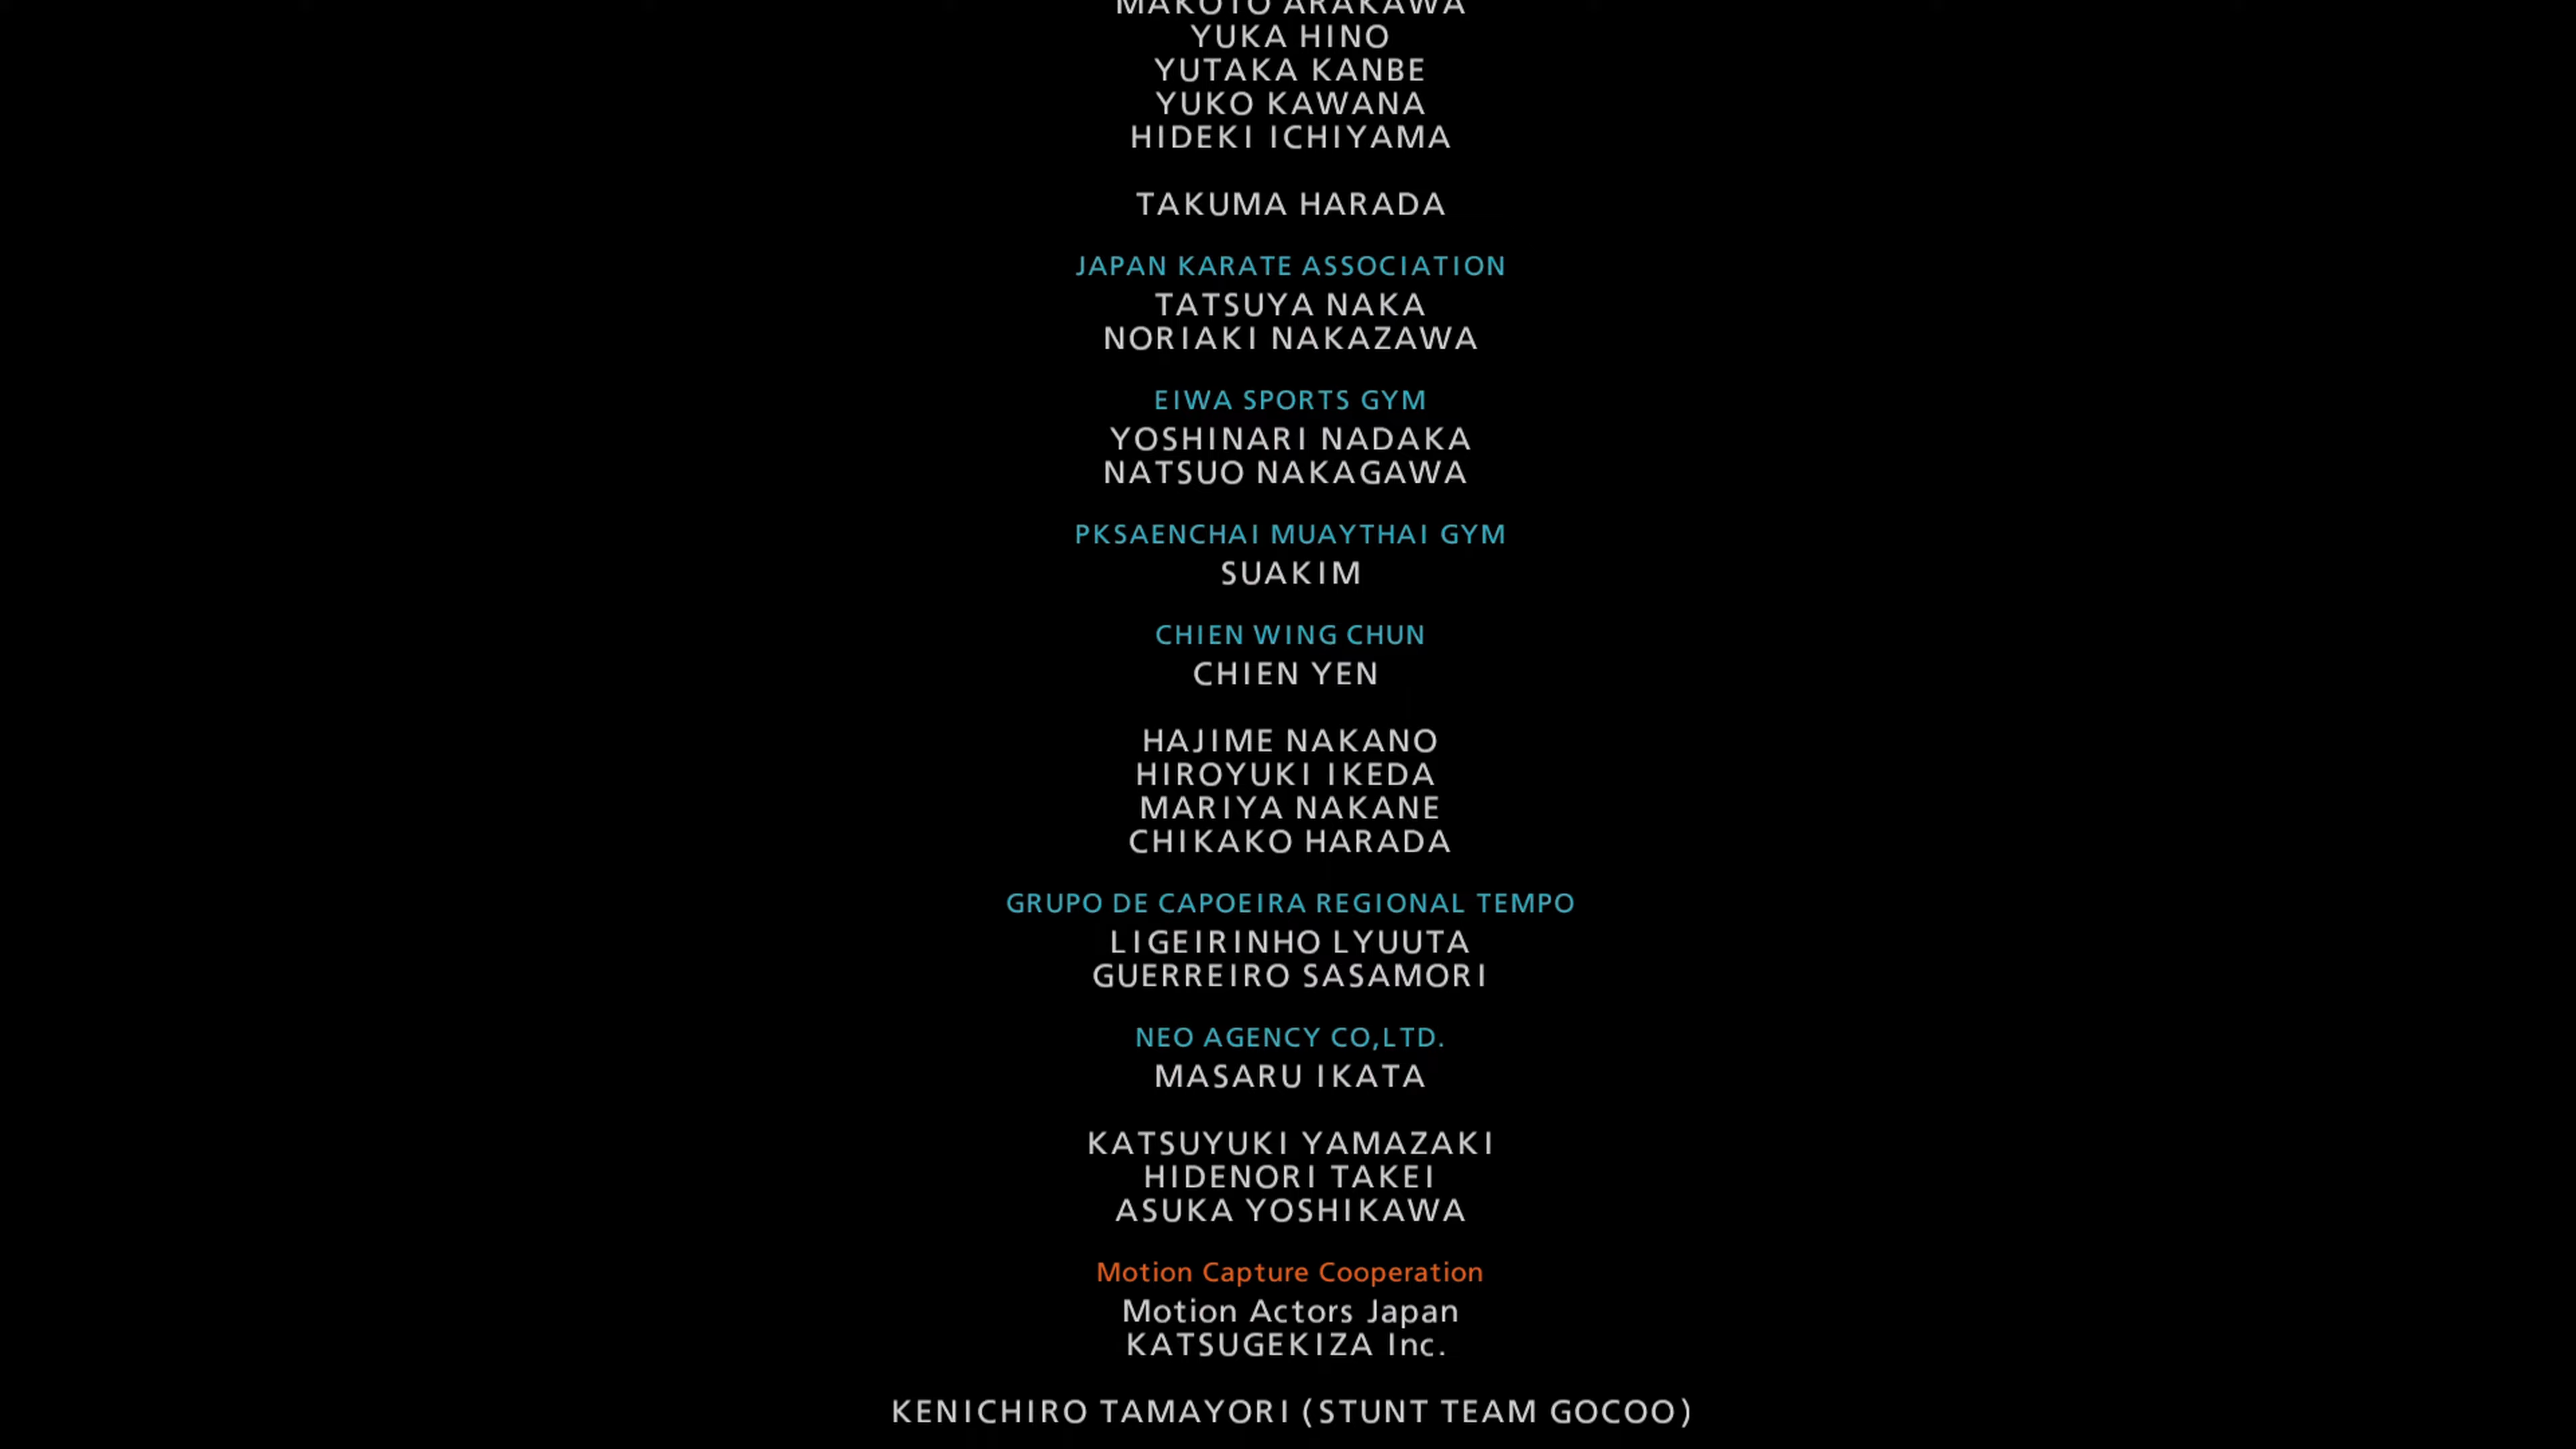 MAKOTO ARAKAWA
YUKA HINO
YUTAKA KANBE
YUKO KAWANA
HIDEKI ICHIYAMA
TAKUMA HARADA
JAPAN KARATE ASSOCIATION
TATSUYA NAKA
NORIAKI NAKAZAWA
EIWA SPORTS GYM
YOSHINARI NADAKA
NATSUO NAKAGAWA
PKSAENCHAI MUAYTHAI GYM
SUAKIM
CHIEN WING CHUN
CHIEN YEN
HAJIME NAKANO
HIROYUKI IKEDA
MARIYA NAKANE
CHIKAKO HARADA
GRUPO DE CAPOEIRA REGIONAL TEMPO
LIGEIRINHO LYUUTA
GUERREIRO SASAMORI
NEO AGENCY CO,LTD.
MASARU IKATA
KATSUYUKI YAMAZAKI
HIDENORI TAKEI
ASUKA YOSHIKAWA
Motion Capture Cooperation
Motion Actors Japan
KATSUGEKIZA Inc.
KENICHIRO TAMAYORI (STUNT TEAM GOCOO)